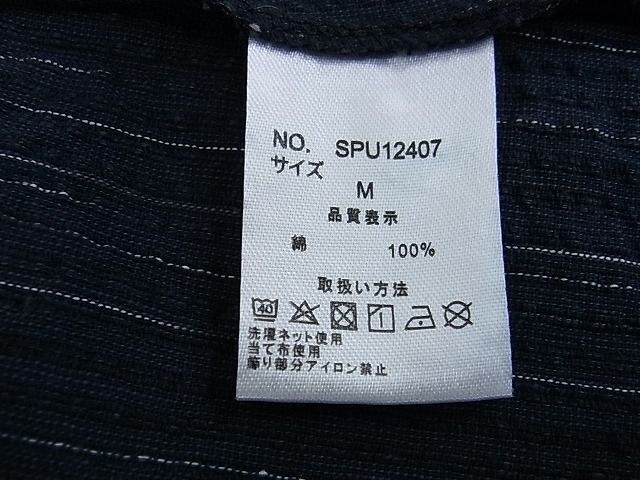 NO. SPU12407
サイズ
M
品質表示
綿 100%
取扱い方法
40
洗濯ネット使用
当て布使用
飾り部分アイロン禁止